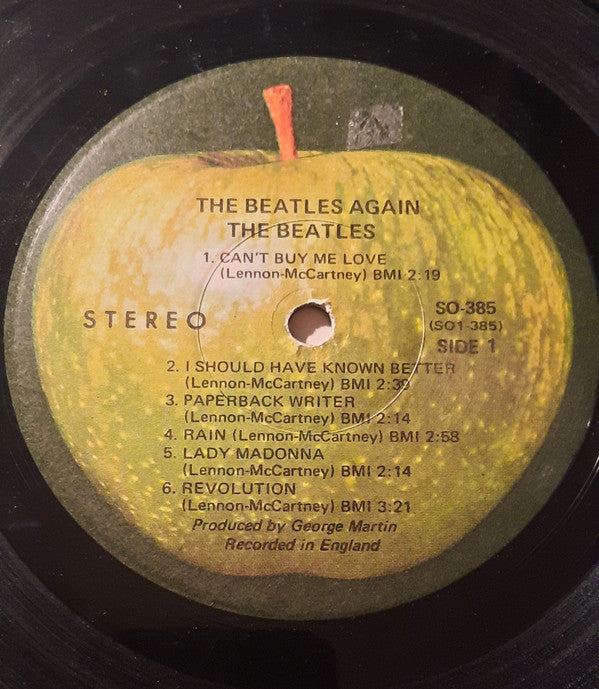 THE BEATLES AGAIN
THE BEATLES
1. CAN'T BUY ME LOVE
(Lennon-McCartney) BMI 2:19
STEREO
SO-385
(SO1-385)
SIDE 1
2. I SHOULD HAVE KNOWN BETTER
(Lennon-McCartney) BMI 2:39
3. PAPERBACK WRITER
(Lennon-McCartney) BMI 2:14
4. RAIN (Lennon-McCartney) BMI 2:58
5. LADY MADONNA
(Lennon-McCartney) BMI 2:14
6. REVOLUTION
(Lennon-McCartney) BMI 3:21
Produced by George Martin
Recorded in England